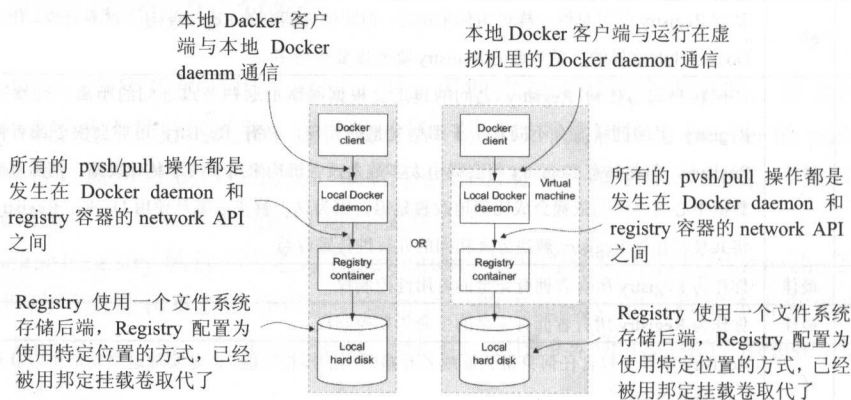 本地 Dacker 客户
端与本地 Docker
daemm 通信
本地 Docker 客户端与运行在虚
拟机里的 Docker daemon 通信
Docker
client
Local Docker
daemon
Registry
container
Local
hard disk
OR
Docker
client
Local Docker
daemon
Virtual
machine
Registry
container
Local
hard disk
所有的 pvsh/pull 操作都是
发生在 Docker daemon 和
registry 容器的 network API
之间
所有的 pvsh/pull 操作都是
发生在 Docker daemon 和
registry 容器的 network API
之间
Registry 使用一个文件系统
存储后端，Registry 配置为
使用特定位置的方式，已经
被用邦定挂载卷取代了
Registry 使用一个文件系统
存储后端，Registry 配置为
使用特定位置的方式，已经
被用邦定挂载卷取代了